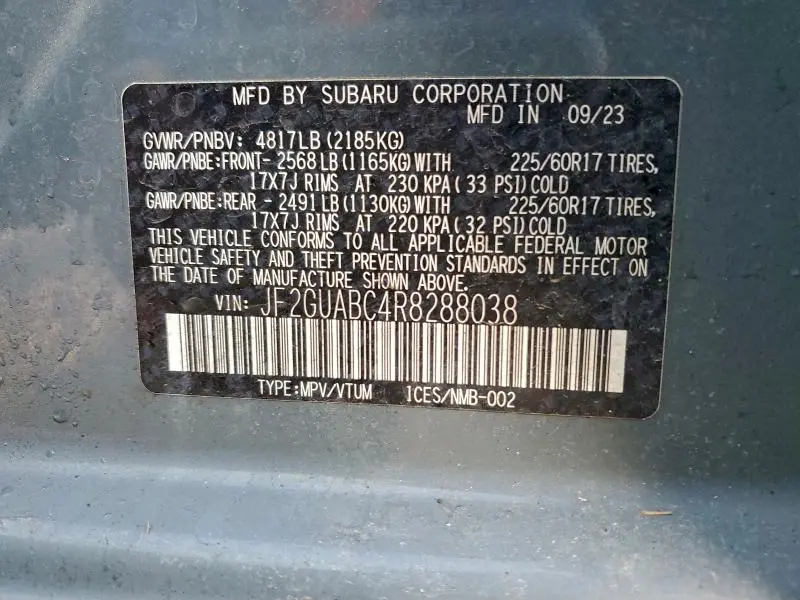 MFD BY SUBARU CORPORATION
MFD IN 09/23
GVWR/PNBV: 4817LB (2185KG)
GAWR/PNBE:FRONT- 2568 LB (1165KG) WITH 225/60R17 TIRES,
17X7J RIMS AT 230 KPA( 33 PSI) COLD
GAWR/PNBE:REAR - 2491 LB (1130KG) WITH 225/60R17 TIRES,
17X7J RIMS AT 220 KPA( 32 PSI) COLD
THIS VEHICLE CONFORMS TO ALL APPLICABLE FEDERAL MOTOR
VEHICLE SAFETY AND THEFT PREVENTION STANDARDS IN EFFECT ON
THE DATE OF MANUFACTURE SHOWN ABOVE.
VIN: JF2GUABC4R8288038
TYPE:MPV/VTUM ICES/NMB-002